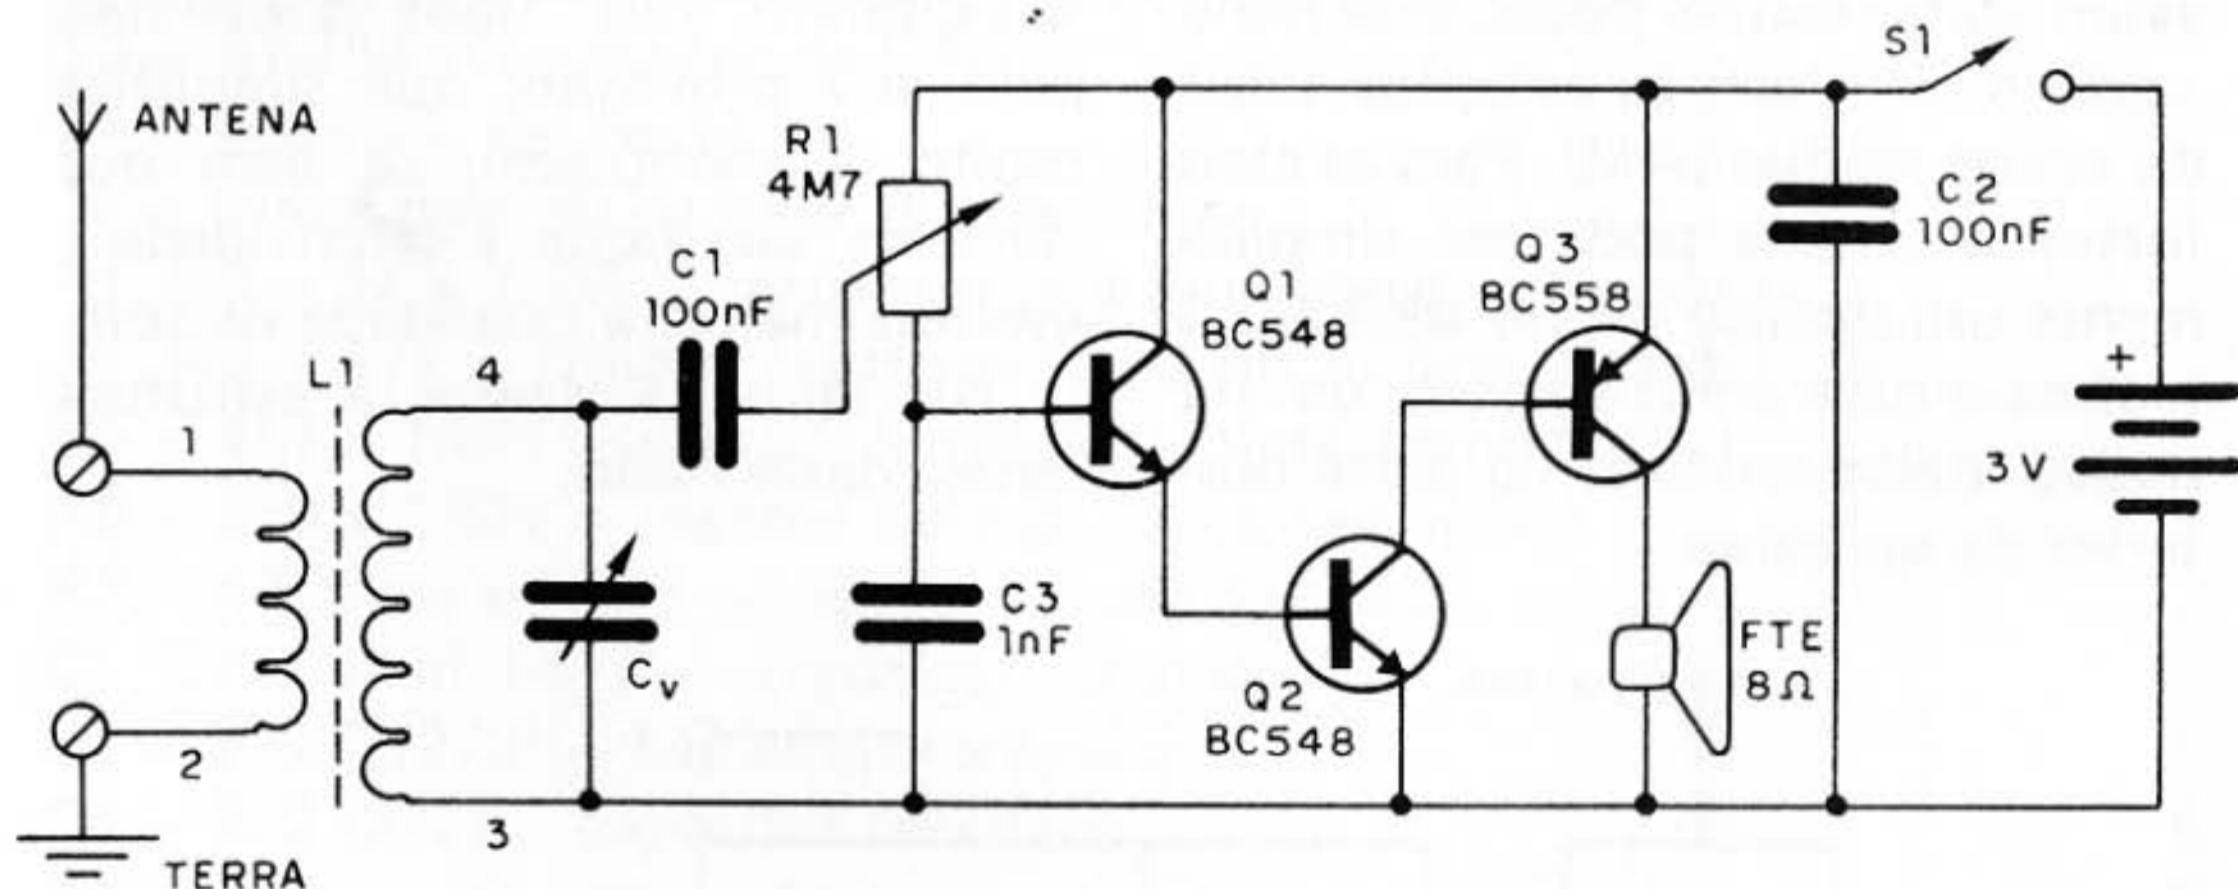 ANTENA
1
2
TERRA
L1
4
3
C1
100nF
Cv
R1
4M7
C3
1nF
Q1
BC548
Q2
BC548
Q3
BC558
FTE
8Ω
S1
C2
100nF
+
3V